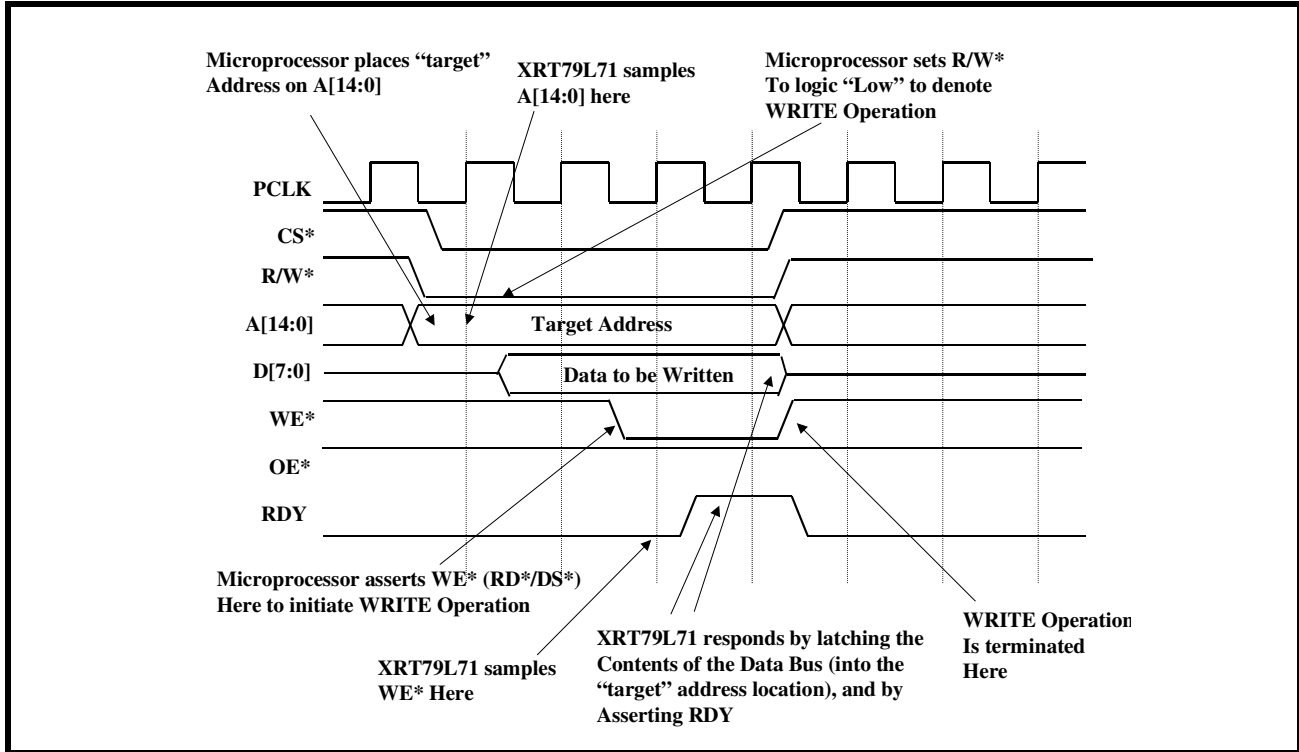 Microprocessor places “target”
Address on A[14:0]
XRT79L71 samples
A[14:0] here
Microprocessor sets R/W*
To logic “Low” to denote
WRITE Operation
PCLK
CS*
R/W*
A[14:0]
Target Address
D[7:0]
Data to be Written
WE*
OE*
RDY
Microprocessor asserts WE* (RD*/DS*)
Here to initiate WRITE Operation
XRT79L71 samples
WE* Here
XRT79L71 responds by latching the
Contents of the Data Bus (into the
“target” address location), and by
Asserting RDY
WRITE Operation
Is terminated
Here